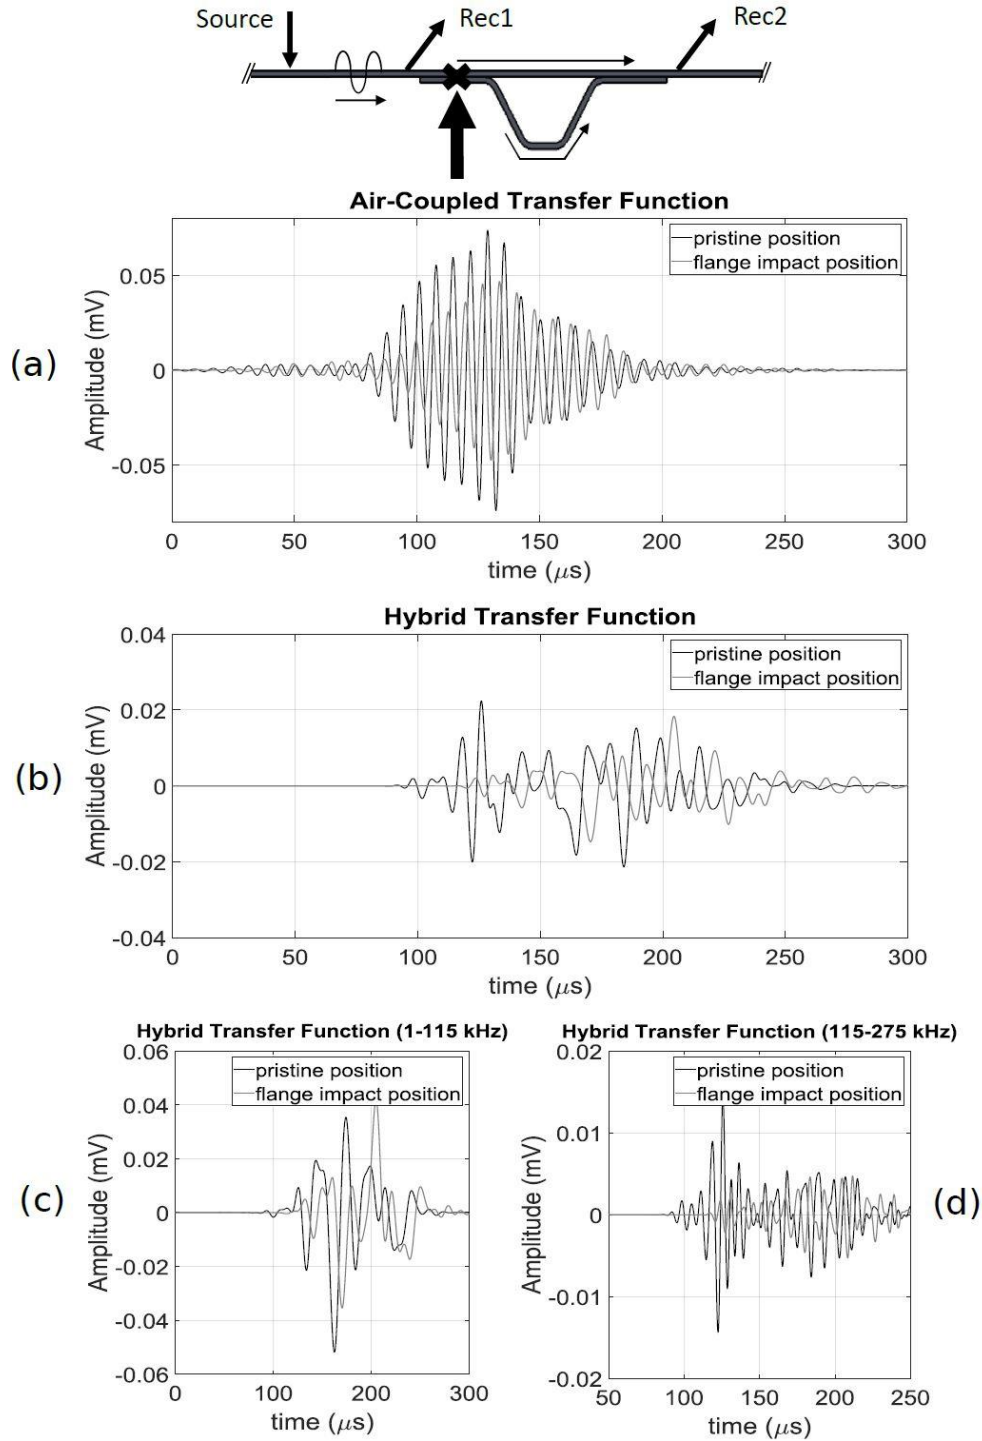 Source
Rec1
Rec2
Air-Coupled Transfer Function
pristine position
flange impact position
0.05
0
-0.05
Amplitude (mV)
0 50 100 150 200 250 300
time (μs)
(a)
Hybrid Transfer Function
pristine position
flange impact position
0.04
0.02
0
-0.02
-0.04
Amplitude (mV)
0 50 100 150 200 250 300
time (μs)
(b)
Hybrid Transfer Function (1-115 kHz)
pristine position
flange impact position
0.06
0.04
0.02
0
-0.02
-0.04
-0.06
Amplitude (mV)
0 100 200 300
time (μs)
(c)
Hybrid Transfer Function (115-275 kHz)
pristine position
flange impact position
0.02
0.01
0
-0.01
-0.02
Amplitude (mV)
50 100 150 200 250
time (μs)
(d)